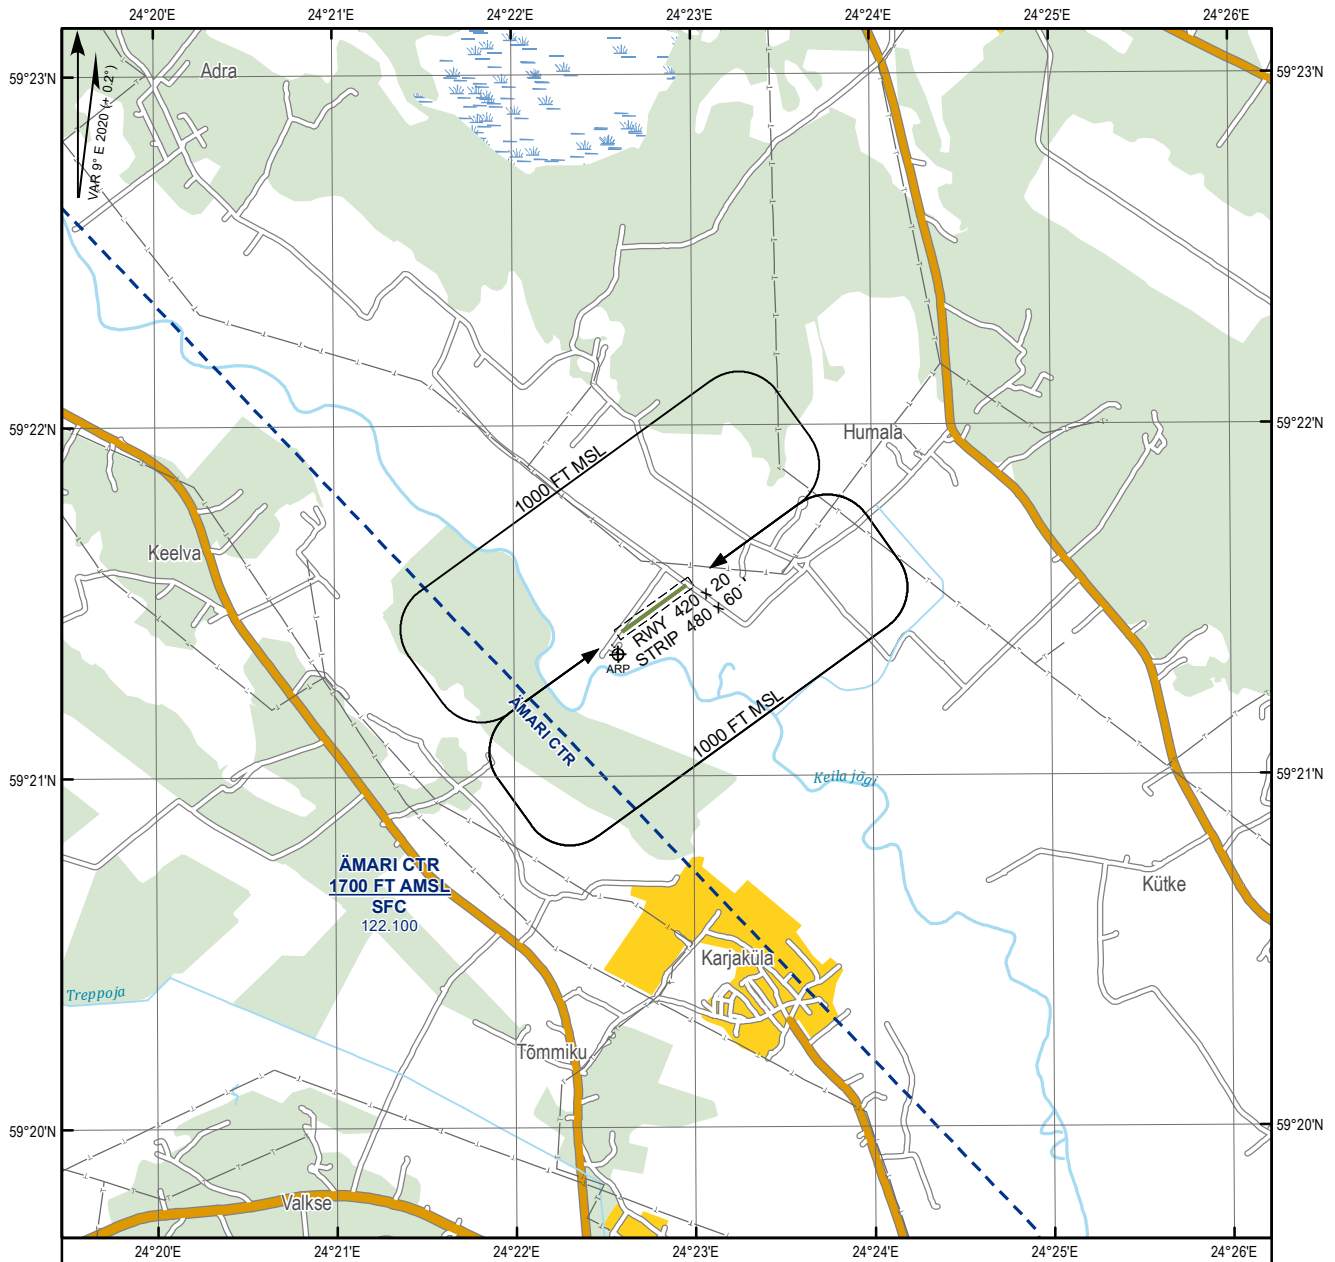 24°20'E 24°21'E 24°22'E 24°23'E 24°24'E 24°25'E 24°26'E
59°23'N
59°23'N
VAR 9° E 2020 (+ 0.2°)
Adra
59°22'N
59°22'N
Humala
1000 FT MSL
Keelva
RWY 420 x 20
STRIP 480 x 60
ARP
ÄMARI CTR
1000 FT MSL
59°21'N
59°21'N
Keila jõgi
ÄMARI CTR
1700 FT AMSL
SFC
122.100
Kütke
Karjaküla
Treppoja
Tõmmiku
59°20'N
59°20'N
Valkse
24°20'E 24°21'E 24°22'E 24°23'E 24°24'E 24°25'E 24°26'E